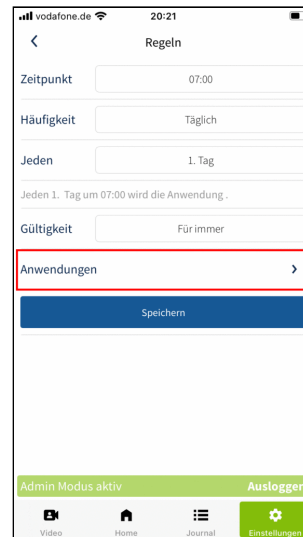 vodafone.de 20:21
Regeln
Zeitpunkt 07:00
Häufigkeit Täglich
Jeden 1. Tag
Jeden 1. Tag um 07:00 wird die Anwendung .
Gültigkeit Für immer
Anwendungen
Speichern
Admin Modus aktiv Ausloggen
Video Home Journal Einstellungen